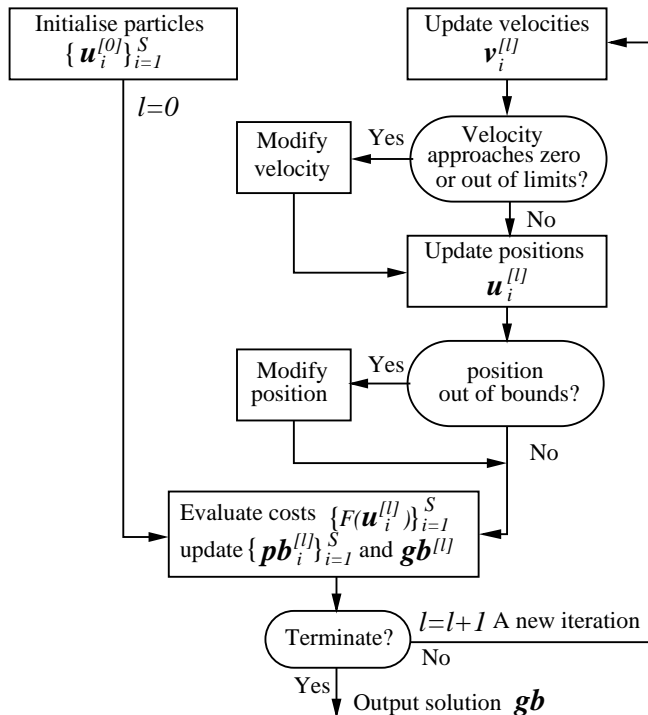 Initialise particles
{ u_i^{[0]} }_{i=1}^S
l=0
Update velocities
v_i^{[l]}
Velocity
approaches zero
or out of limits?
Yes
Modify
velocity
No
Update positions
u_i^{[l]}
position
out of bounds?
Yes
Modify
position
No
Evaluate costs {F(u_i^{[l]})}_{i=1}^S
update { pb_i^{[l]} }_{i=1}^S and gb^{[l]}
Terminate?
l=l+1 A new iteration
No
Yes
Output solution gb